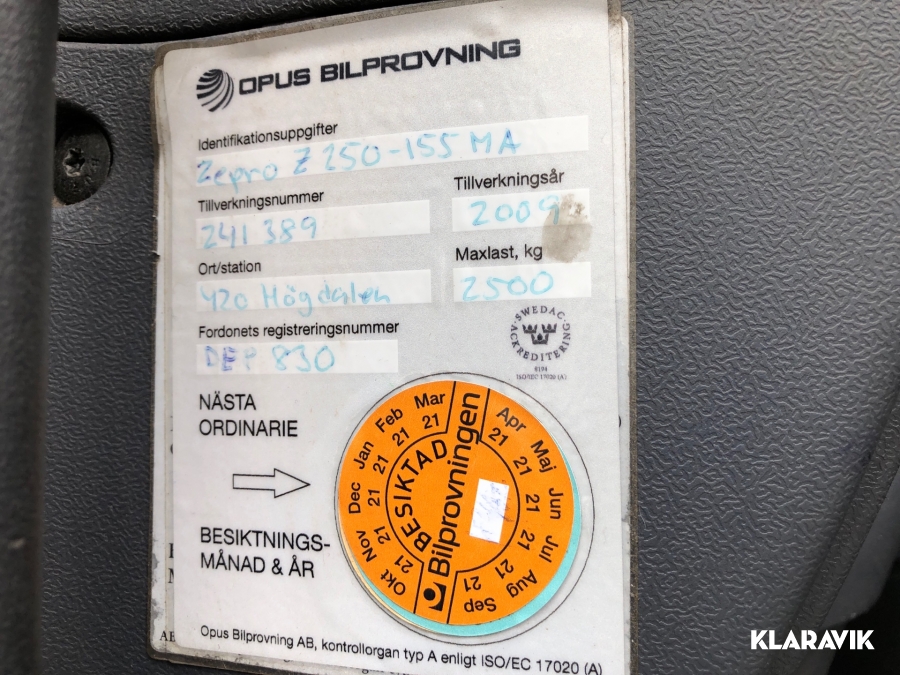 OPUS BILPROVNING
Identifikationsuppgifter
Zepro Z 250-155 MA
Tillverkningsnummer
241 389
Tillverkningsår
2009
Ort/station
420 Högdalen
Maxlast, kg
2500
Fordonets registreringsnummer
830
SWEDAC
ACKREDITERING
ISO/IEC 17020 (A)
NÄSTA
ORDINARIE
BESIKTNINGS-
MÅNAD & ÅR
Jan 21
Feb 21
Mar 21
Apr 21
Maj 21
Jun 21
Jul 21
Aug 21
Sep 21
Okt 21
Nov 21
Dec 21
BESIKTAD
Bilprovningen
Opus Bilprovning AB, kontrollorgan typ A enligt ISO/EC 17020 (A)
KLARAVIK